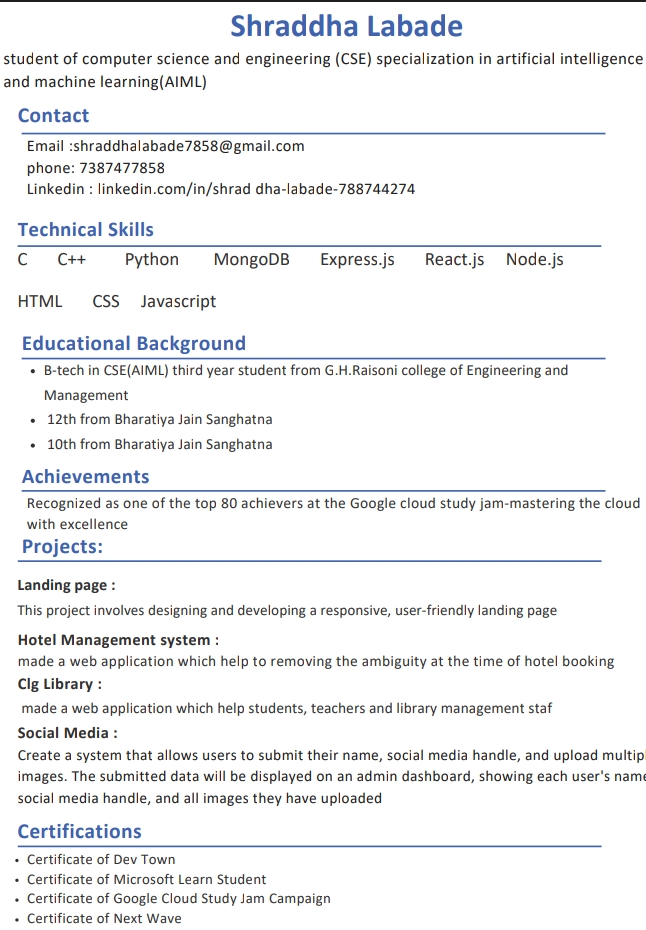 Shraddha Labade
student of computer science and engineering (CSE) specialization in artificial intelligence
and machine learning(AIML)
Contact
Email :shraddhalabade7858@gmail.com
phone: 7387477858
Linkedin : linkedin.com/in/shrad dha-labade-788744274
Technical Skills
C C++ Python MongoDB Express.js React.js Node.js
HTML CSS Javascript
Educational Background
• B-tech in CSE(AIML) third year student from G.H.Raisoni college of Engineering and
Management
• 12th from Bharatiya Jain Sanghatna
• 10th from Bharatiya Jain Sanghatna
Achievements
Recognized as one of the top 80 achievers at the Google cloud study jam-mastering the cloud
with excellence
Projects:
Landing page :
This project involves designing and developing a responsive, user-friendly landing page
Hotel Management system :
made a web application which help to removing the ambiguity at the time of hotel booking
Clg Library :
made a web application which help students, teachers and library management staf
Social Media :
Create a system that allows users to submit their name, social media handle, and upload multipl
images. The submitted data will be displayed on an admin dashboard, showing each user's name
social media handle, and all images they have uploaded
Certifications
• Certificate of Dev Town
• Certificate of Microsoft Learn Student
• Certificate of Google Cloud Study Jam Campaign
• Certificate of Next Wave